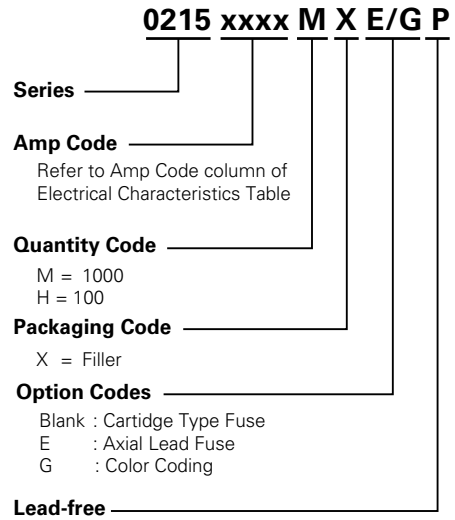 0215 xxxx M X E/G P
Series
Amp Code
Refer to Amp Code column of
Electrical Characteristics Table
Quantity Code
M = 1000
H = 100
Packaging Code
X = Filler
Option Codes
Blank : Cartidge Type Fuse
E : Axial Lead Fuse
G : Color Coding
Lead-free